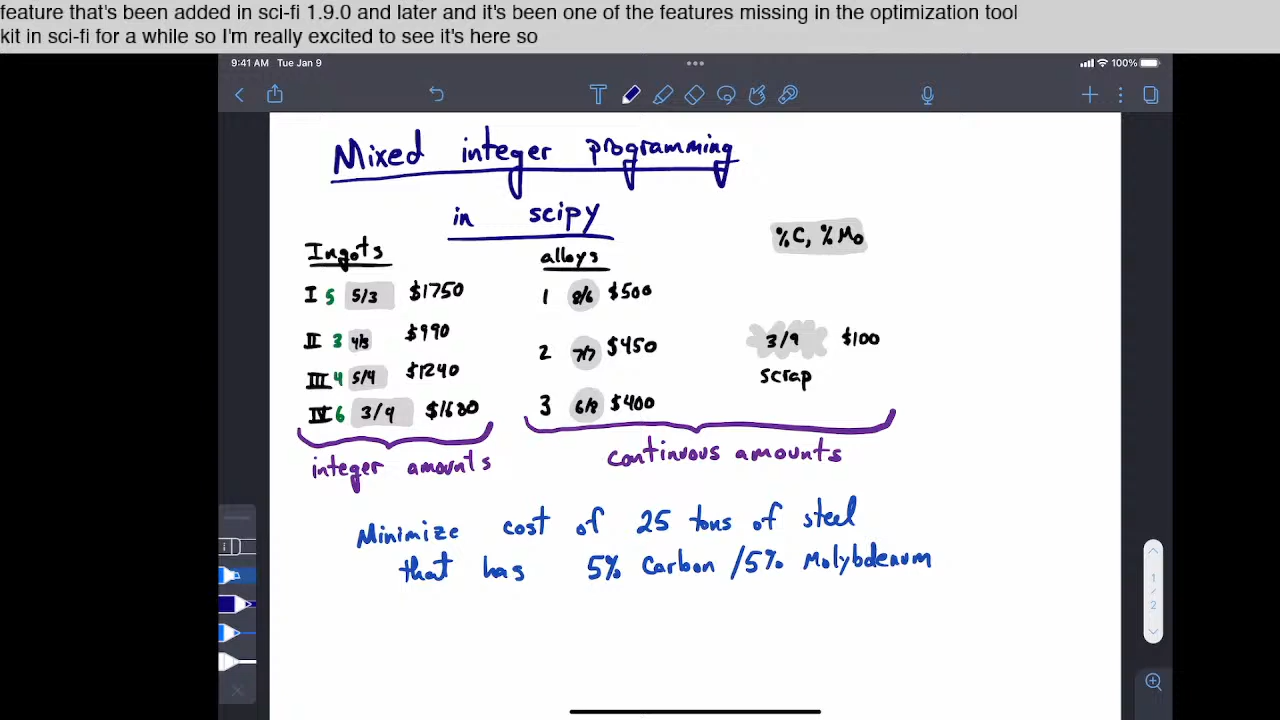 feature that's been added in sci-fi 1.9.0 and later and it's been one of the features missing in the optimization tool
kit in sci-fi for a while so I'm really excited to see it's here so
9:41 AM Tue Jan 9
100%
Mixed integer programming
in scipy
%C, %Mo
Ingots
alloys
I 5 5/3 $1750
1 8/6 $500
II 3 4/3 $990
2 7/7 $450
3/9 $100
scrap
III 4 5/4 $1240
IV 6 3/4 $1680
3 6/8 $400
integer amounts
continuous amounts
Minimize cost of 25 tons of steel
that has 5% Carbon /5% Molybdenum
1
/
2